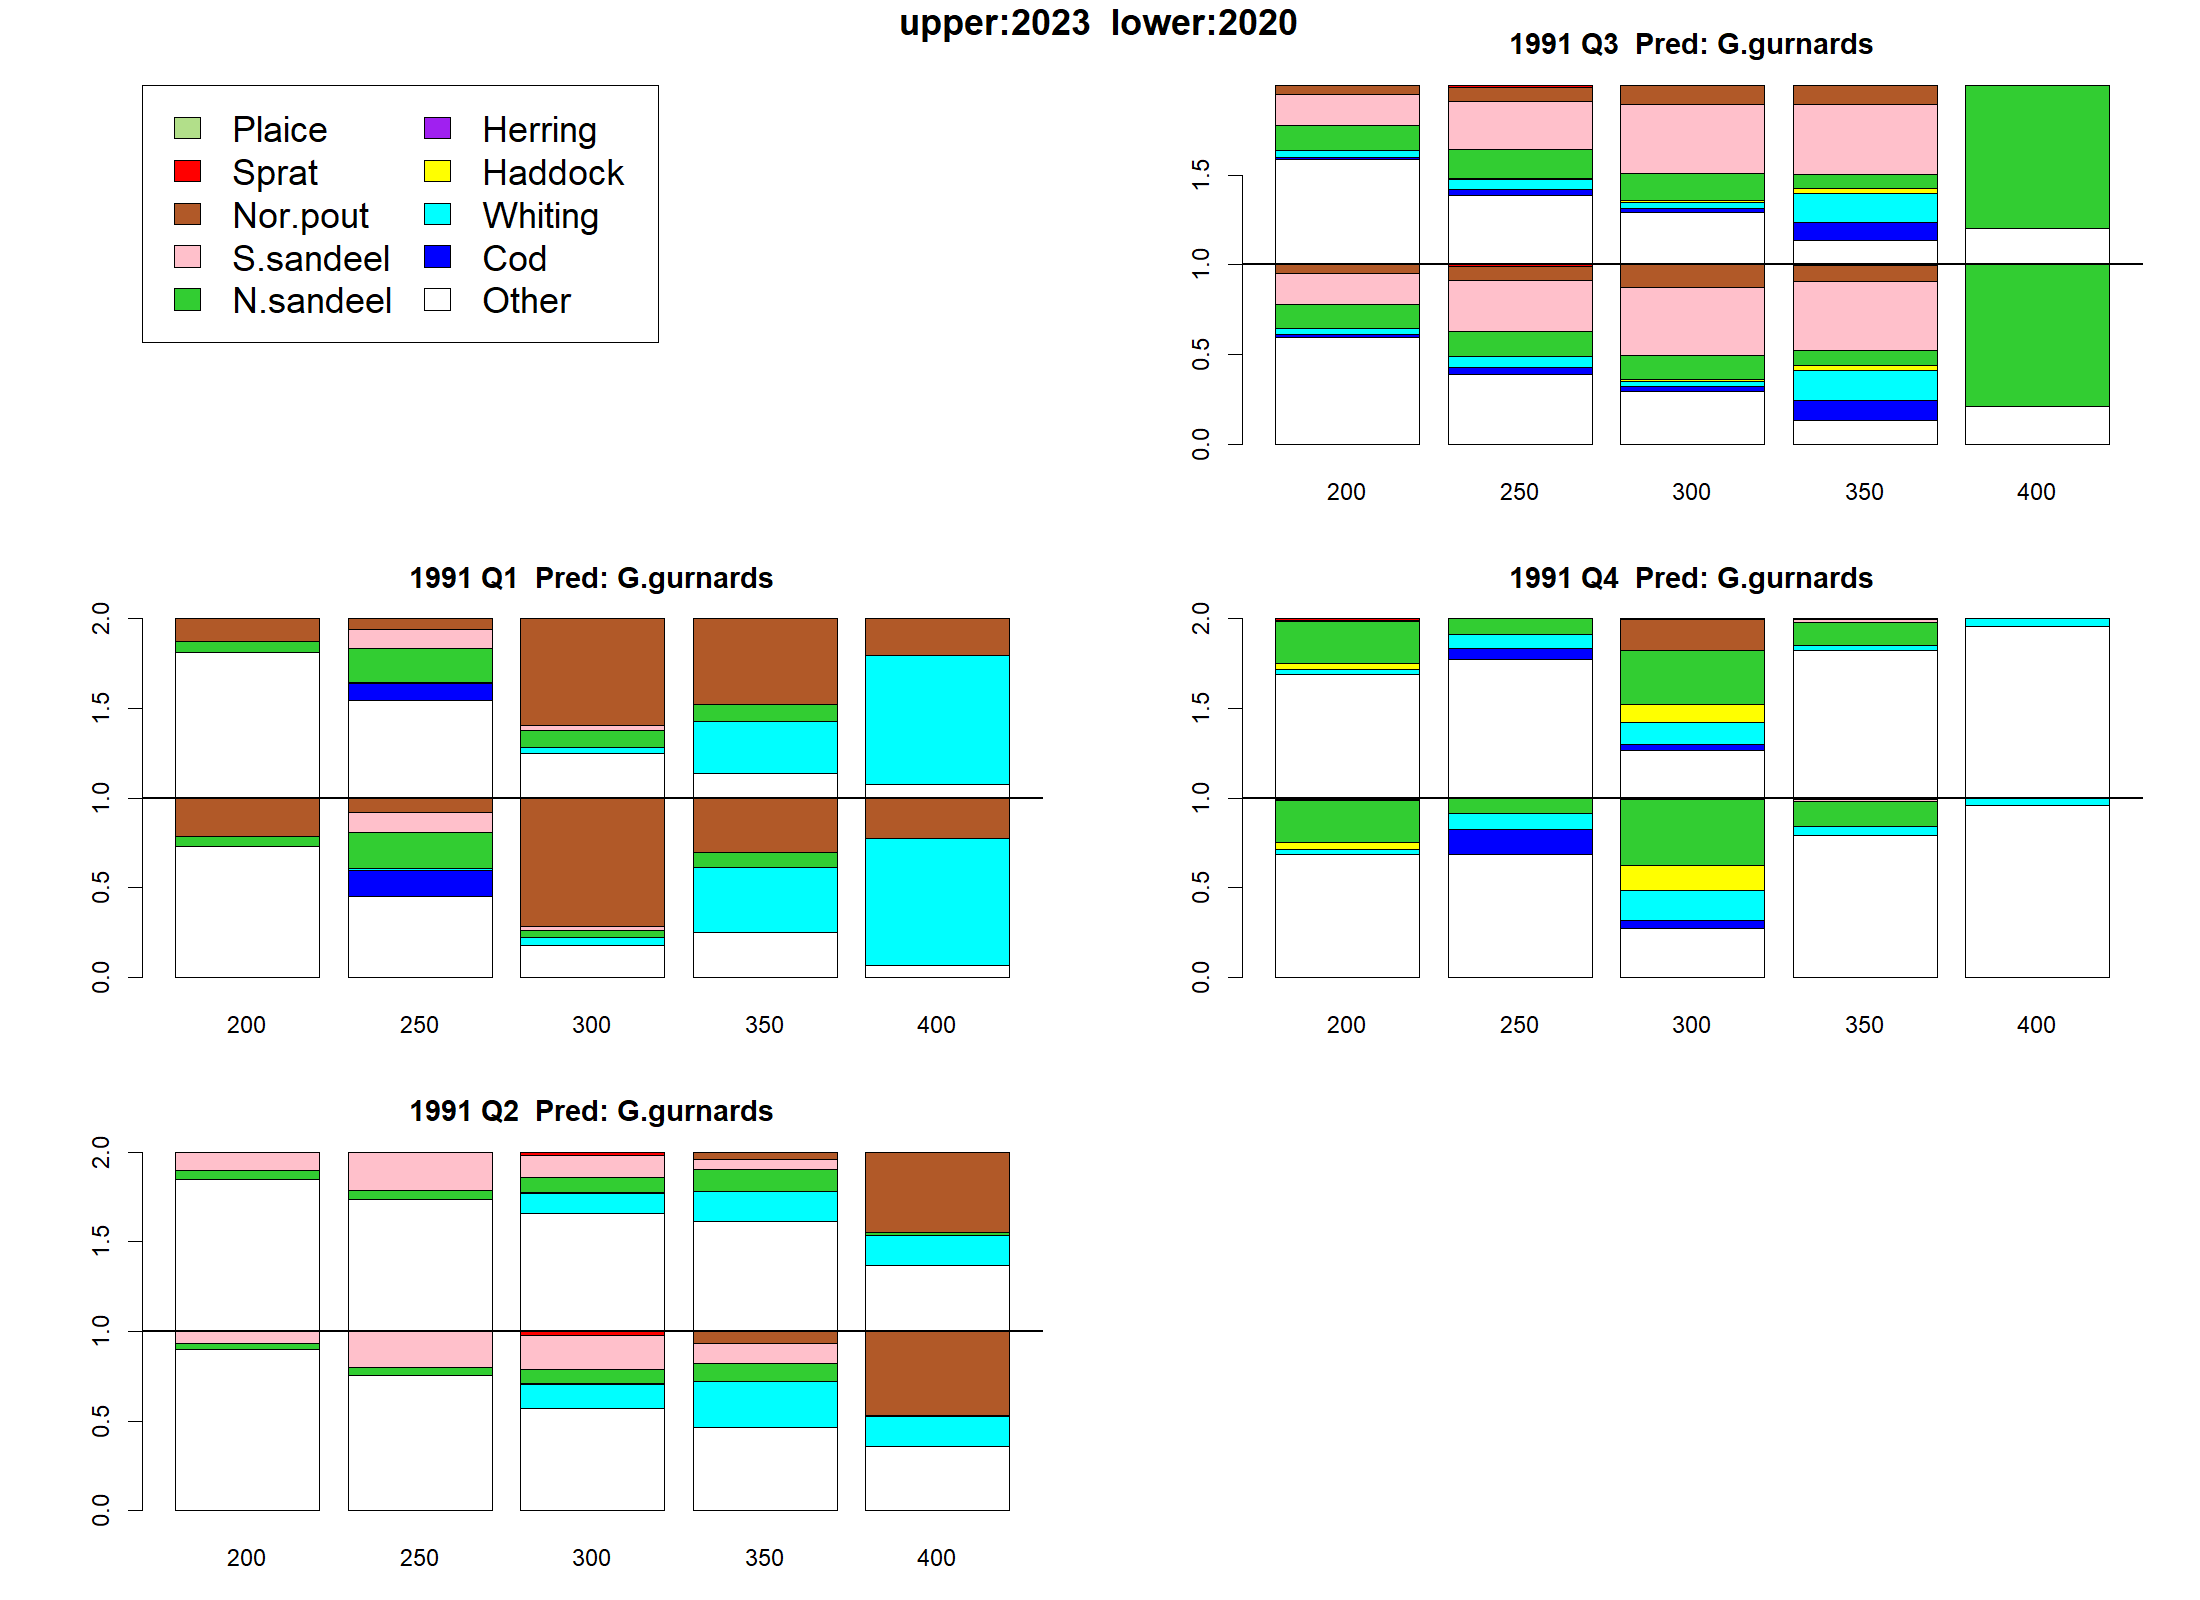 upper:2023  lower:2020
Plaice
Sprat
Nor.pout
S.sandeel
N.sandeel
Herring
Haddock
Whiting
Cod
Other
1991 Q1  Pred: G.gurnards
2.0
1.5
1.0
0.5
0.0
200 250 300 350 400
1991 Q2  Pred: G.gurnards
2.0
1.5
1.0
0.5
0.0
200 250 300 350 400
1991 Q3  Pred: G.gurnards
1.5
1.0
0.5
0.0
200 250 300 350 400
1991 Q4  Pred: G.gurnards
2.0
1.5
1.0
0.5
0.0
200 250 300 350 400